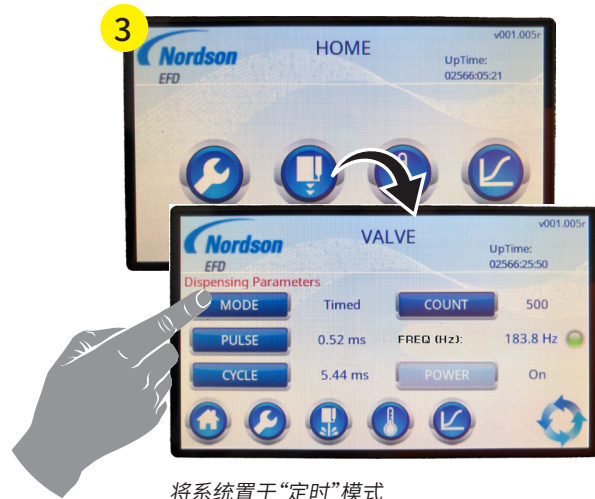 3
Nordson
EFD
HOME
v001.005r
UpTime:
02566:05:21
Nordson
EFD
VALVE
v001.005r
UpTime:
02566:25:50
Dispensing Parameters
MODE Timed COUNT 500
PULSE 0.52 ms FREQ (Hz): 183.8 Hz
CYCLE 5.44 ms POWER On
将系统置于“定时”模式